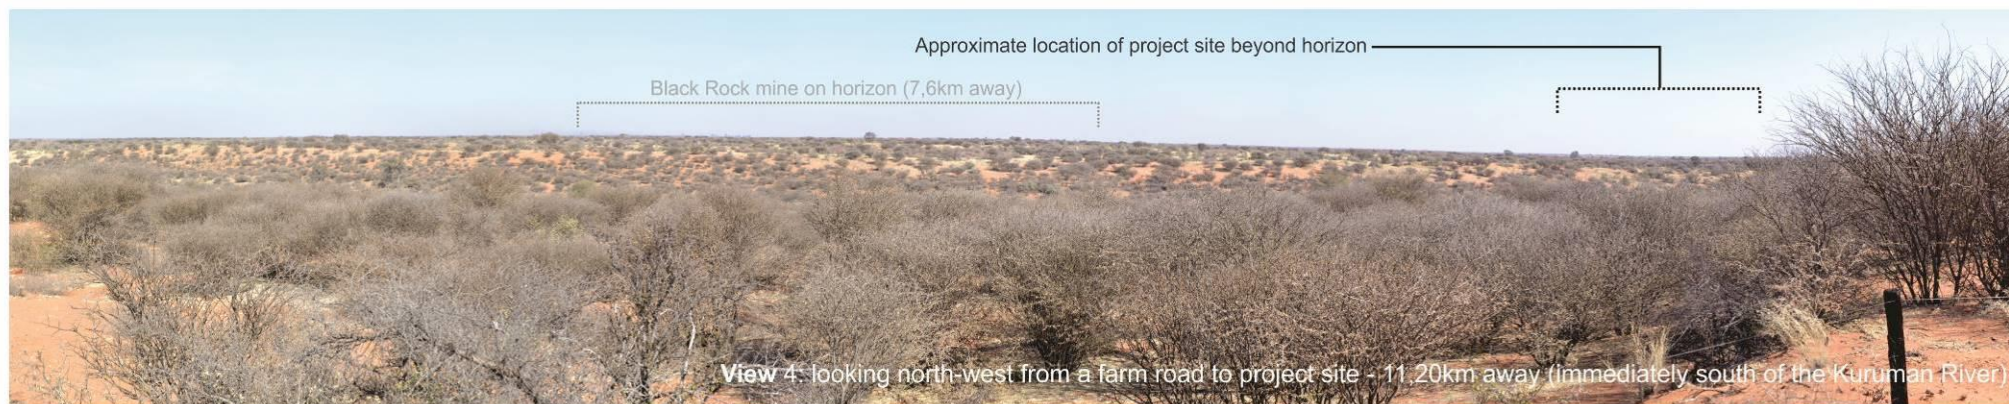 Approximate location of project site beyond horizon
Black Rock mine on horizon (7,6km away)
View 4: looking north-west from a farm road to project site - 11,20km away (immediately south of the Kuruman River)